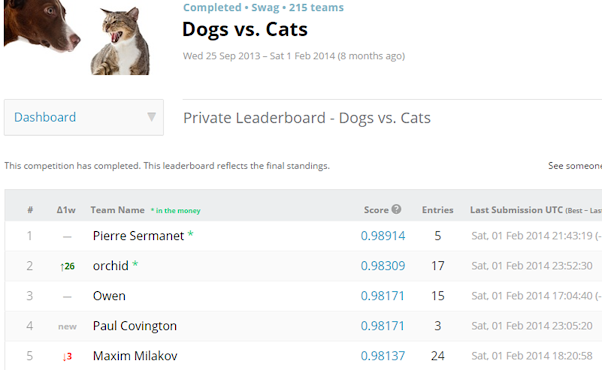 Completed • Swag • 215 teams
Dogs vs. Cats
Wed 25 Sep 2013 – Sat 1 Feb 2014 (8 months ago)
Dashboard
Private Leaderboard - Dogs vs. Cats
This competition has completed. This leaderboard reflects the final standings.
See someone
# Δ1w Team Name * in the money Score ? Entries Last Submission UTC (Best – Last
1 — Pierre Sermanet * 0.98914 5 Sat, 01 Feb 2014 21:43:19 (–
2 ↑26 orchid * 0.98309 17 Sat, 01 Feb 2014 23:52:30
3 — Owen 0.98171 15 Sat, 01 Feb 2014 17:04:40 (–
4 new Paul Covington 0.98171 3 Sat, 01 Feb 2014 23:05:20
5 ↓3 Maxim Milakov 0.98137 24 Sat, 01 Feb 2014 18:20:58